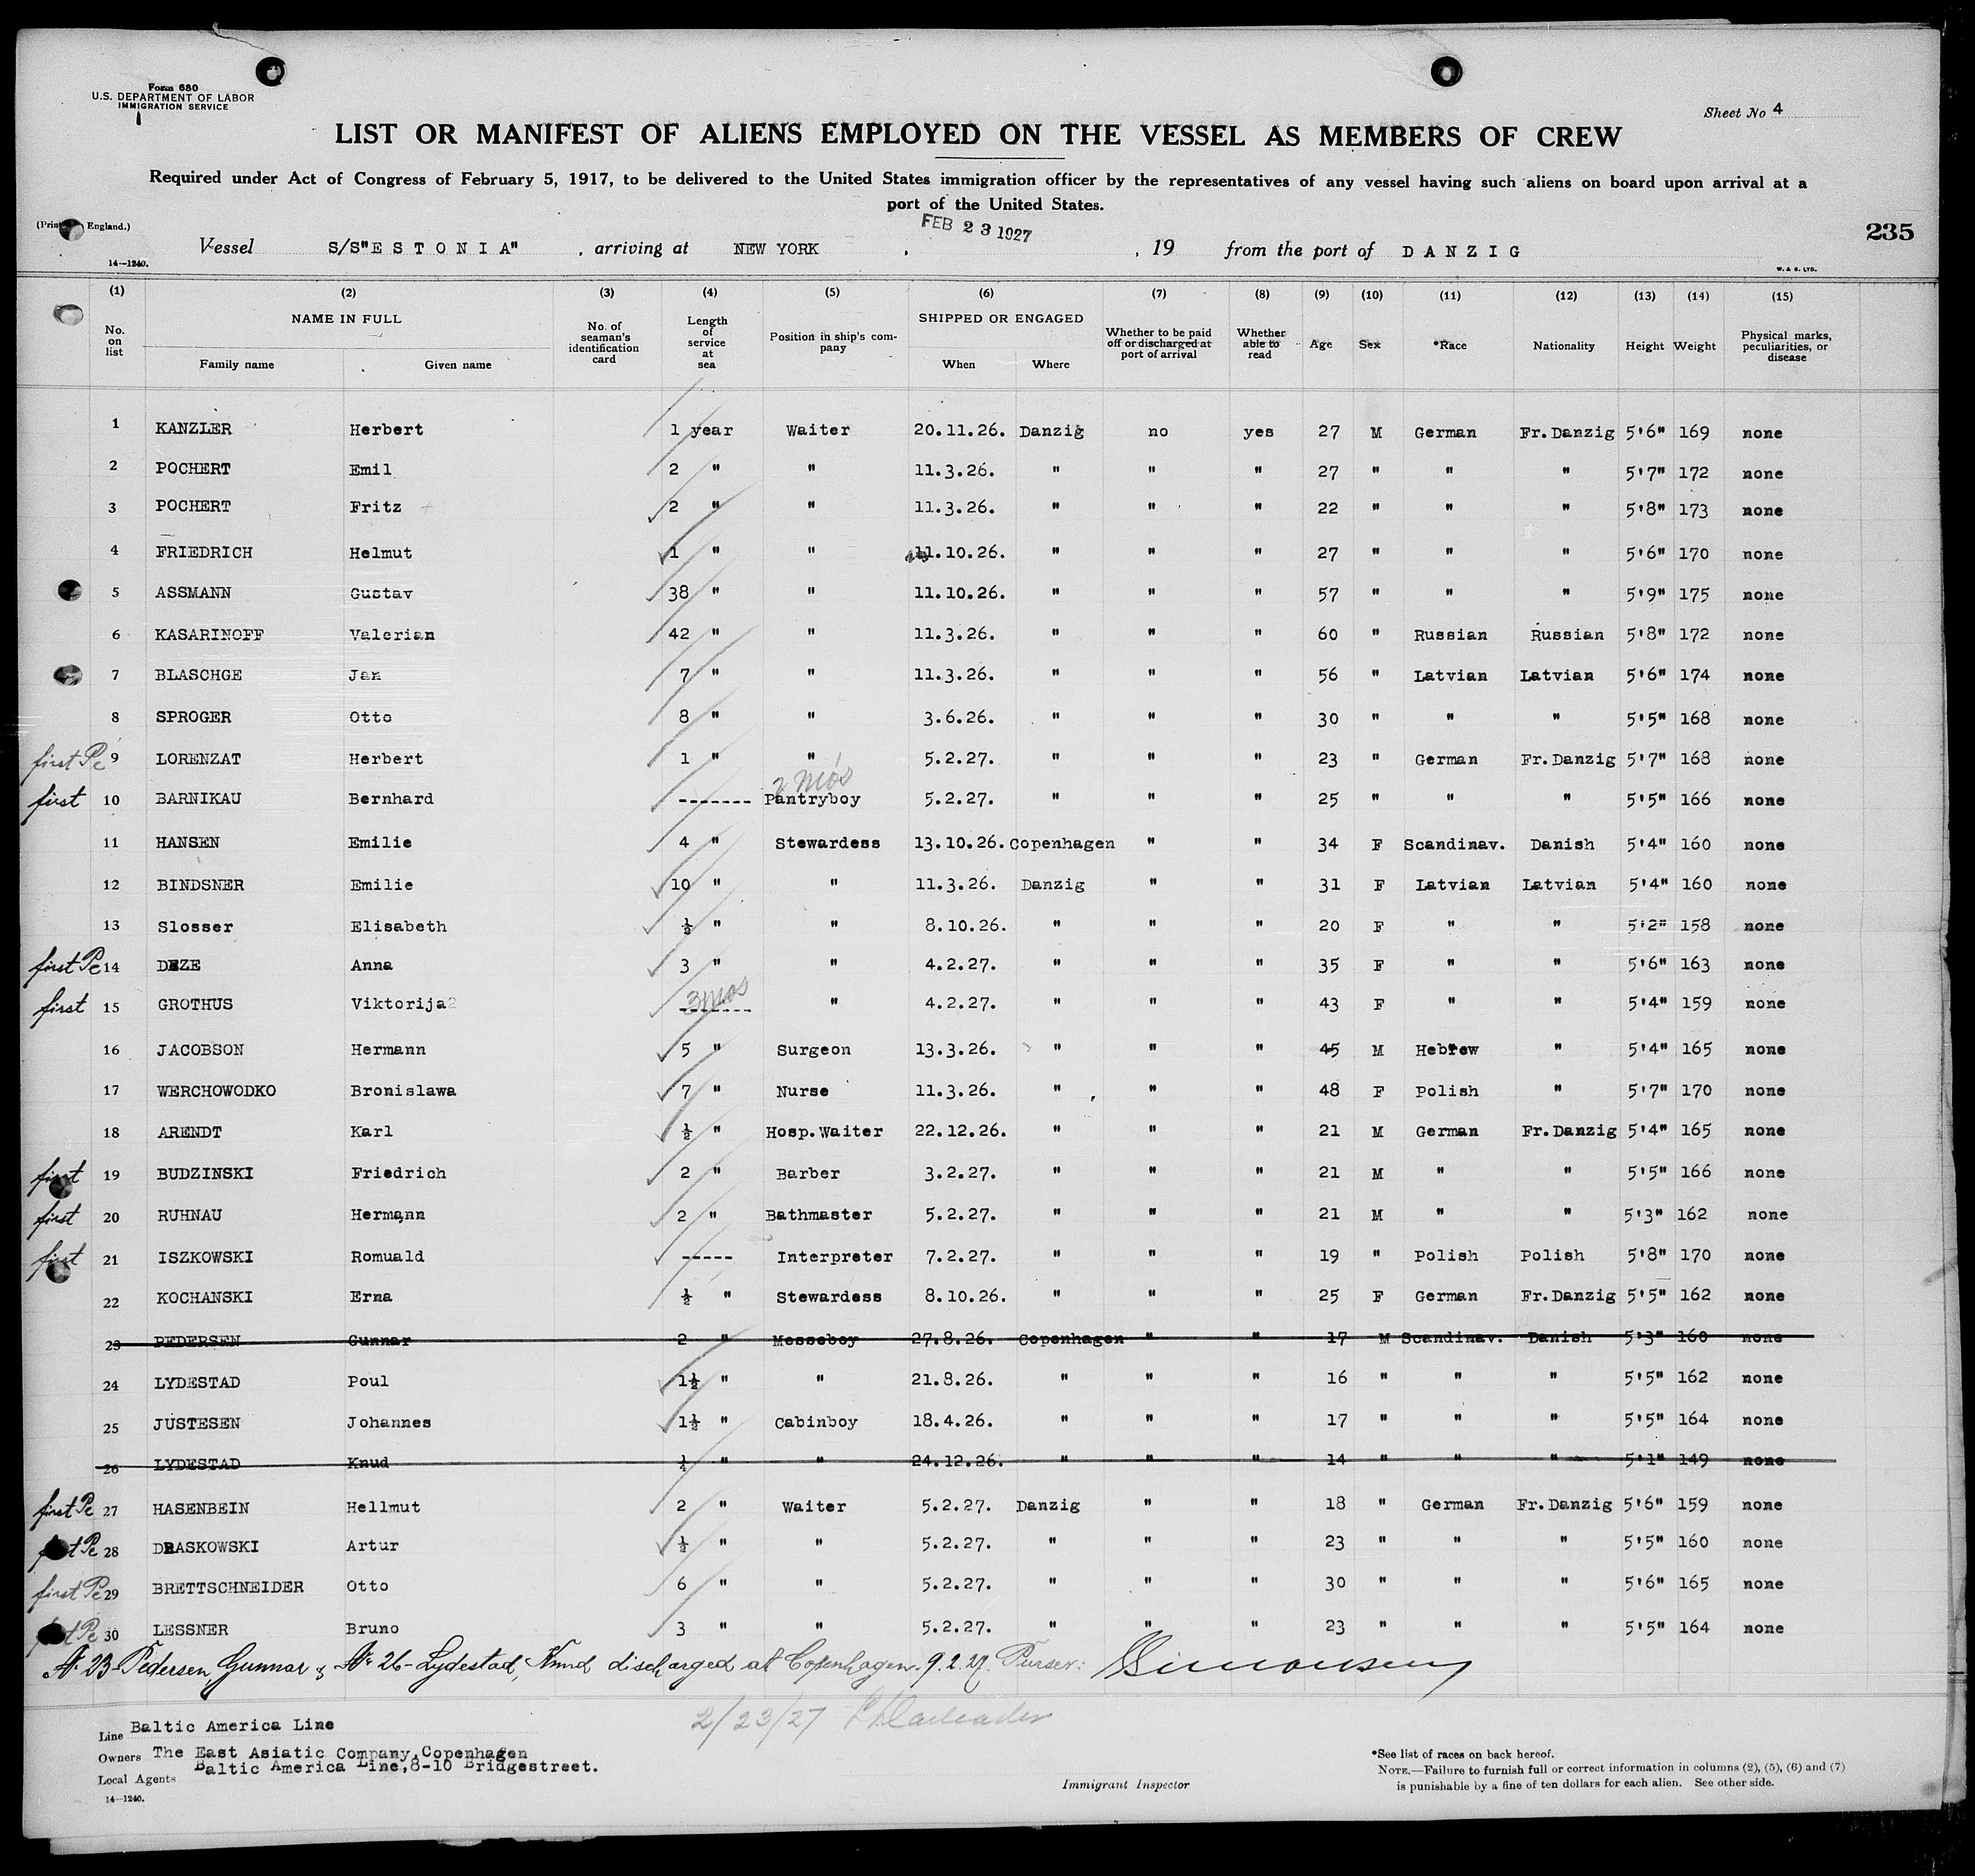 Form 680
U.S. DEPARTMENT OF LABOR
IMMIGRATION SERVICE
Sheet No 4
LIST OR MANIFEST OF ALIENS EMPLOYED ON THE VESSEL AS MEMBERS OF CREW
Required under Act of Congress of February 5, 1917, to be delivered to the United States immigration officer by the representatives of any vessel having such aliens on board upon arrival at a
port of the United States.
(Printed England.)
FEB 23 1927
235
Vessel S/S"ESTONIA" , arriving at NEW YORK , , 19 from the port of DANZIG
14—1240.
W. & S. LTD.
(1) (2) (3) (4) (5) (6) (7) (8) (9) (10) (11) (12) (13) (14) (15)
No. on list NAME IN FULL Family name Given name No. of seaman's identification card Length of service at sea Position in ship's company SHIPPED OR ENGAGED When Where Whether to be paid off or discharged at port of arrival Whether able to read Age Sex *Race Nationality Height Weight Physical marks, peculiarities, or disease
1 KANZLER Herbert 1 year Waiter 20.11.26. Danzig no yes 27 M German Fr.Danzig 5'6" 169 none
2 POCHERT Emil 2 " " 11.3.26. " " " 27 " " " 5'7" 172 none
3 POCHERT Fritz 2 " " 11.3.26. " " " 22 " " " 5'8" 173 none
4 FRIEDRICH Helmut 1 " " 11.10.26. " " " 27 " " " 5'6" 170 none
5 ASSMANN Gustav 38 " " 11.10.26. " " " 57 " " " 5'9" 175 none
6 KASARINOFF Valerian 42 " " 11.3.26. " " " 60 " Russian Russian 5'8" 172 none
7 BLASCHGE Jan 7 " " 11.3.26. " " " 56 " Latvian Latvian 5'6" 174 none
8 SPROGER Otto 8 " " 3.6.26. " " " 30 " " " 5'5" 168 none
first Pc 9 LORENZAT Herbert 1 " " 5.2.27. " " " 23 " German Fr.Danzig 5'7" 168 none
2 mos
first 10 BARNIKAU Bernhard ------- Pantryboy 5.2.27. " " " 25 " " " 5'5" 166 none
11 HANSEN Emilie 4 " Stewardess 13.10.26. Copenhagen " " 34 F Scandinav. Danish 5'4" 160 none
12 BINDSNER Emilie 10 " " 11.3.26. Danzig " " 31 F Latvian Latvian 5'4" 160 none
13 Slosser Elisabeth ½ " " 8.10.26. " " " 20 F " " 5'2" 158 none
first Pc 14 DEZE Anna 3 " " 4.2.27. " " " 35 F " " 5'6" 163 none
first 15 GROTHUS Viktorija 3mos ------- " 4.2.27. " " " 43 F " " 5'4" 159 none
16 JACOBSON Hermann 5 " Surgeon 13.3.26. " " " 45 M Hebrew " 5'4" 165 none
17 WERCHOWODKO Bronislawa 7 " Nurse 11.3.26. " " " 48 F Polish " 5'7" 170 none
18 ARENDT Karl ½ " Hosp.Waiter 22.12.26. " " " 21 M German Fr.Danzig 5'4" 165 none
first 19 BUDZINSKI Friedrich 2 " Barber 3.2.27. " " " 21 M " " 5'5" 166 none
first 20 RUHNAU Hermann 2 " Bathmaster 5.2.27. " " " 21 M " " 5'3" 162 none
first 21 ISZKOWSKI Romuald ----- Interpreter 7.2.27. " " " 19 " Polish Polish 5'8" 170 none
22 KOCHANSKI Erna ½ " Stewardess 8.10.26. " " " 25 F German Fr.Danzig 5'5" 162 none
23 PEDERSEN Gunnar 2 " Messeboy 27.8.26. Copenhagen " " 17 M Scandinav. Danish 5'3" 160 none
24 LYDESTAD Poul 1½ " " 21.8.26. " " " 16 " " " 5'5" 162 none
25 JUSTESEN Johannes 1½ " Cabinboy 18.4.26. " " " 17 " " " 5'5" 164 none
26 LYDESTAD Knud ¼ " " 24.12.26. " " " 14 " " " 5'1" 149 none
first Pc 27 HASENBEIN Hellmut 2 " Waiter 5.2.27. Danzig " " 18 " German Fr.Danzig 5'6" 159 none
first Pc 28 DRASKOWSKI Artur ½ " " 5.2.27. " " " 23 " " " 5'5" 160 none
first Pc 29 BRETTSCHNEIDER Otto 6 " " 5.2.27. " " " 30 " " " 5'6" 165 none
first Pc 30 LESSNER Bruno 3 " " 5.2.27. " " " 23 " " " 5'5" 164 none
Nr 23 Pedersen, Gunnar & Nr 26 - Lydestad, Knud discharged at Copenhagen. 9.2.27. Purser: Simonsen
2/23/27
Line Baltic America Line
Owners The East Asiatic Company,Copenhagen
Local Agents Baltic America Line,8-10 Bridgestreet.
14—1240.
Immigrant Inspector
*See list of races on back hereof.
NOTE.—Failure to furnish full or correct information in columns (2), (5), (6) and (7)
is punishable by a fine of ten dollars for each alien. See other side.